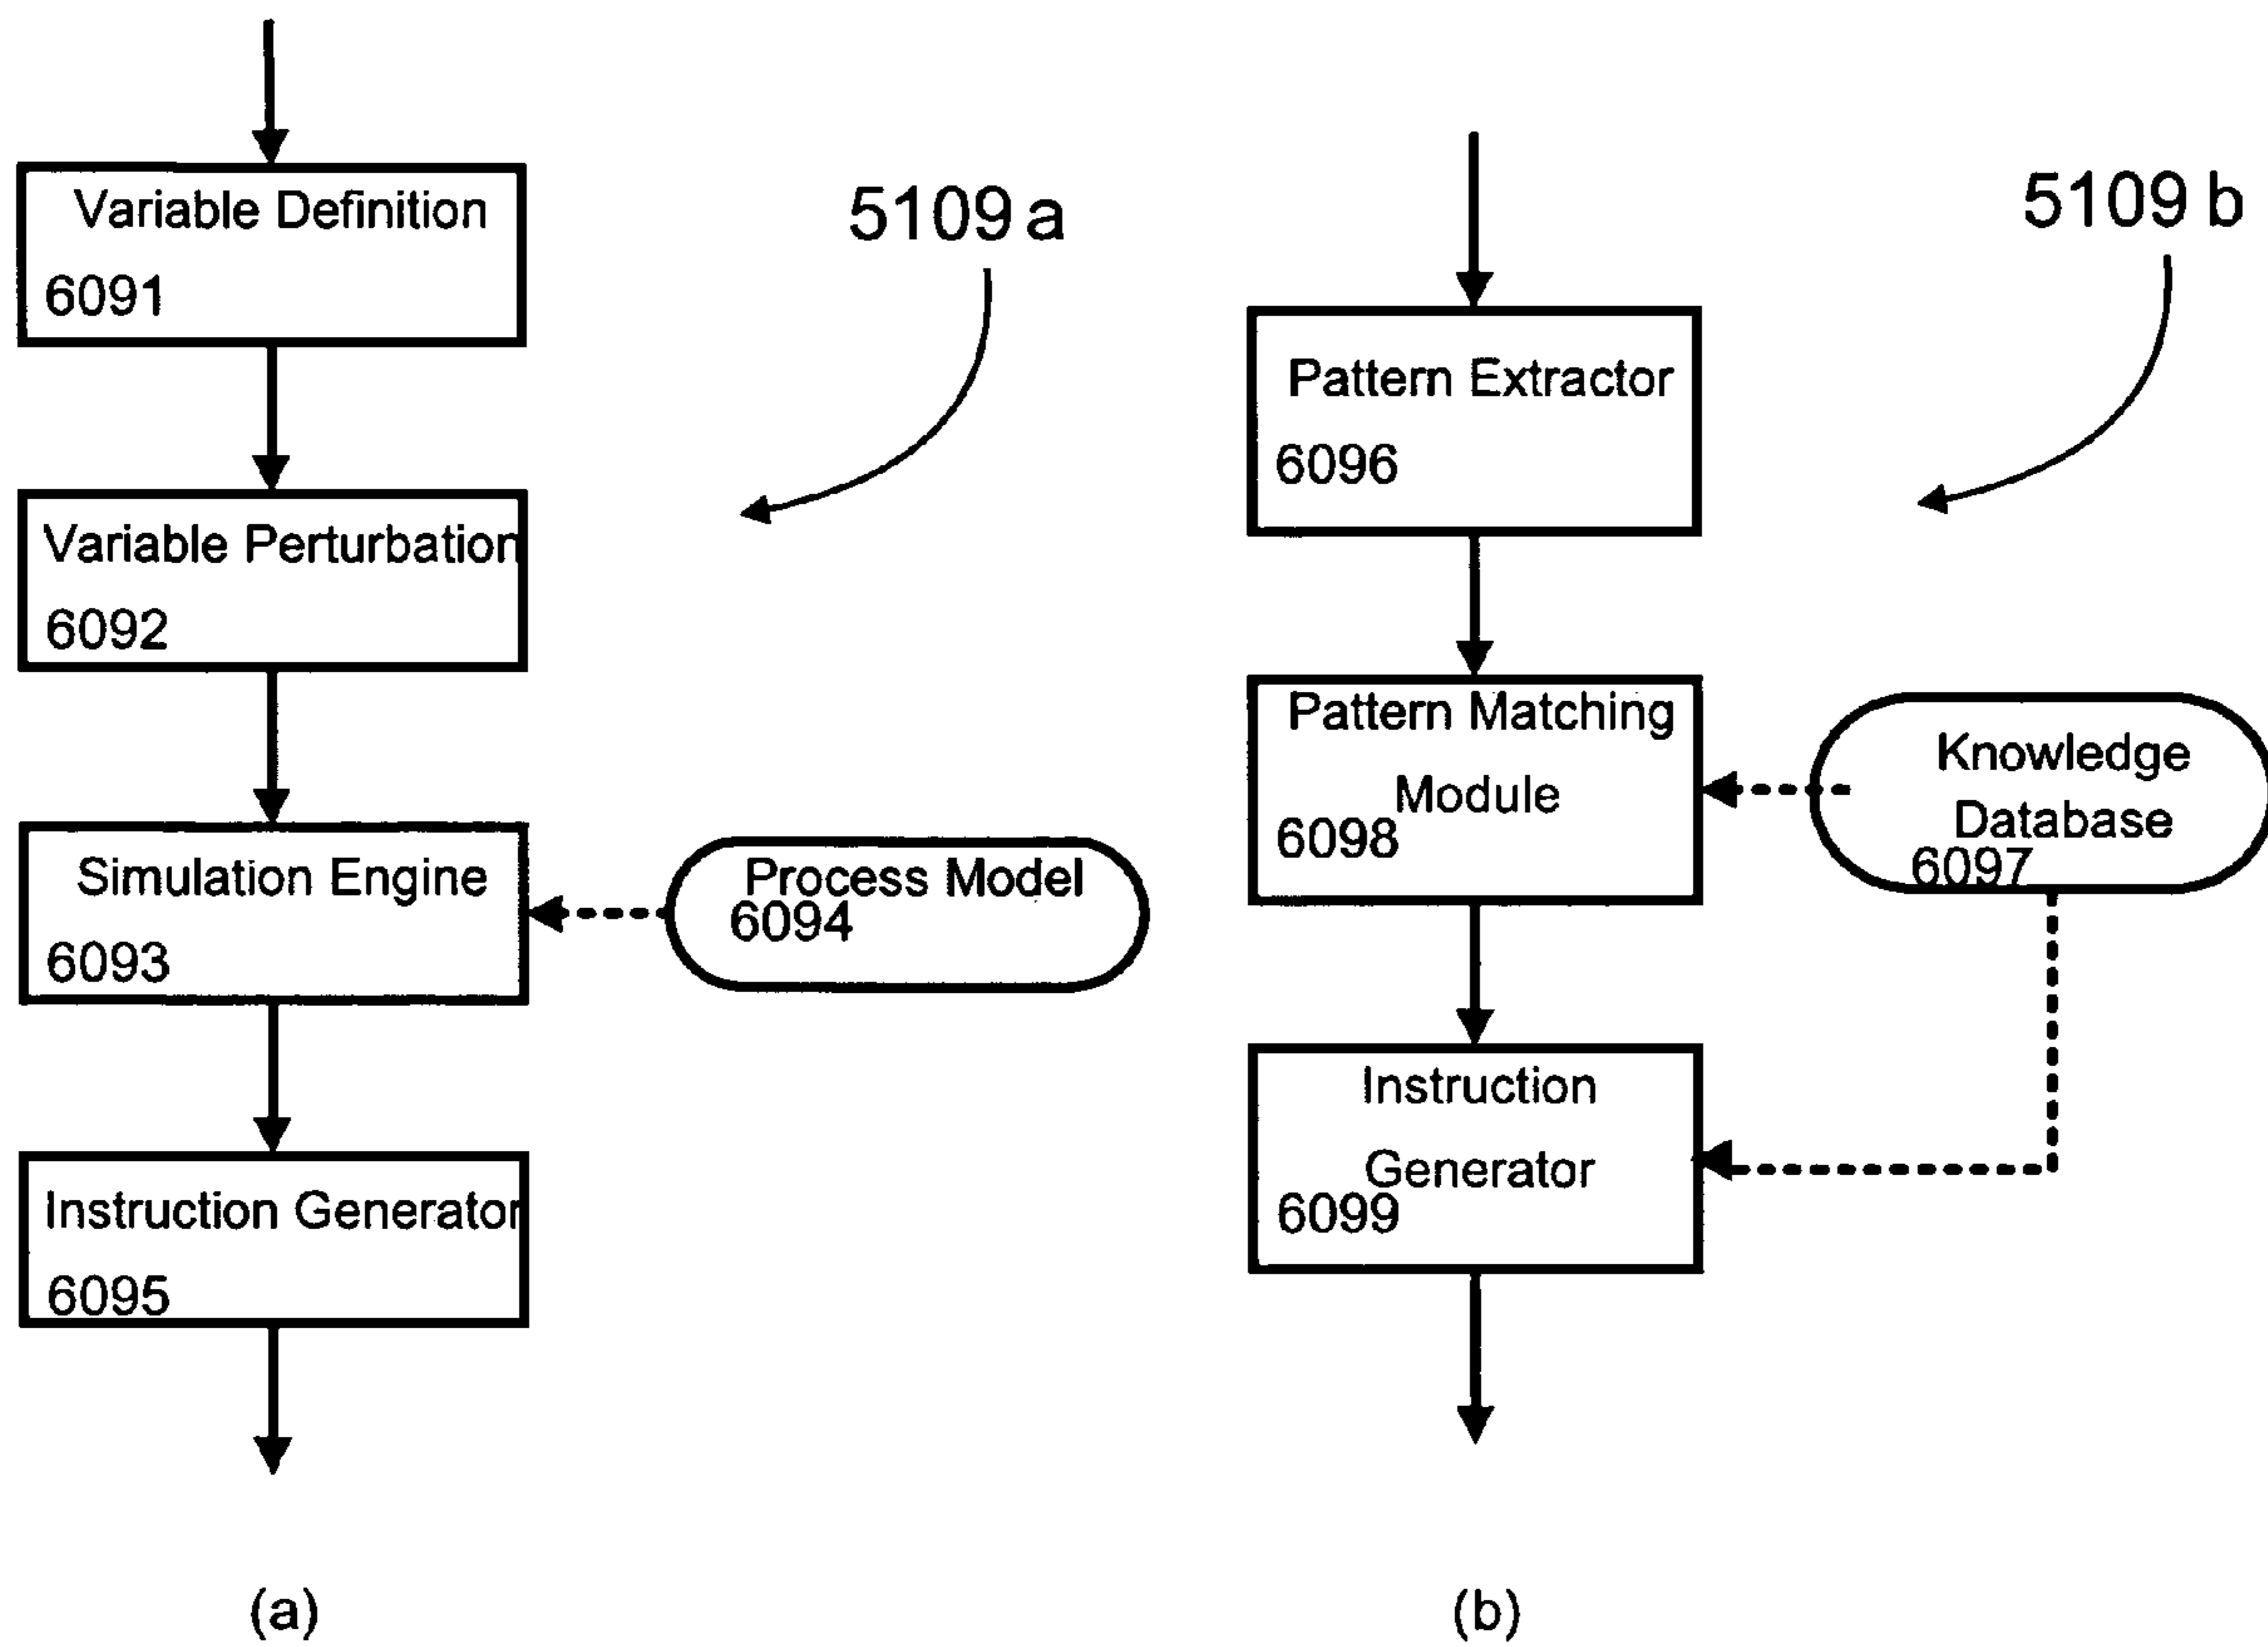 Variable Definition
6091
5109 a
Variable Perturbation
6092
Simulation Engine
6093
Process Model
6094
Instruction Generator
6095
(a)
5109 b
Pattern Extractor
6096
Pattern Matching
Module
6098
Knowledge
Database
6097
Instruction
Generator
6099
(b)